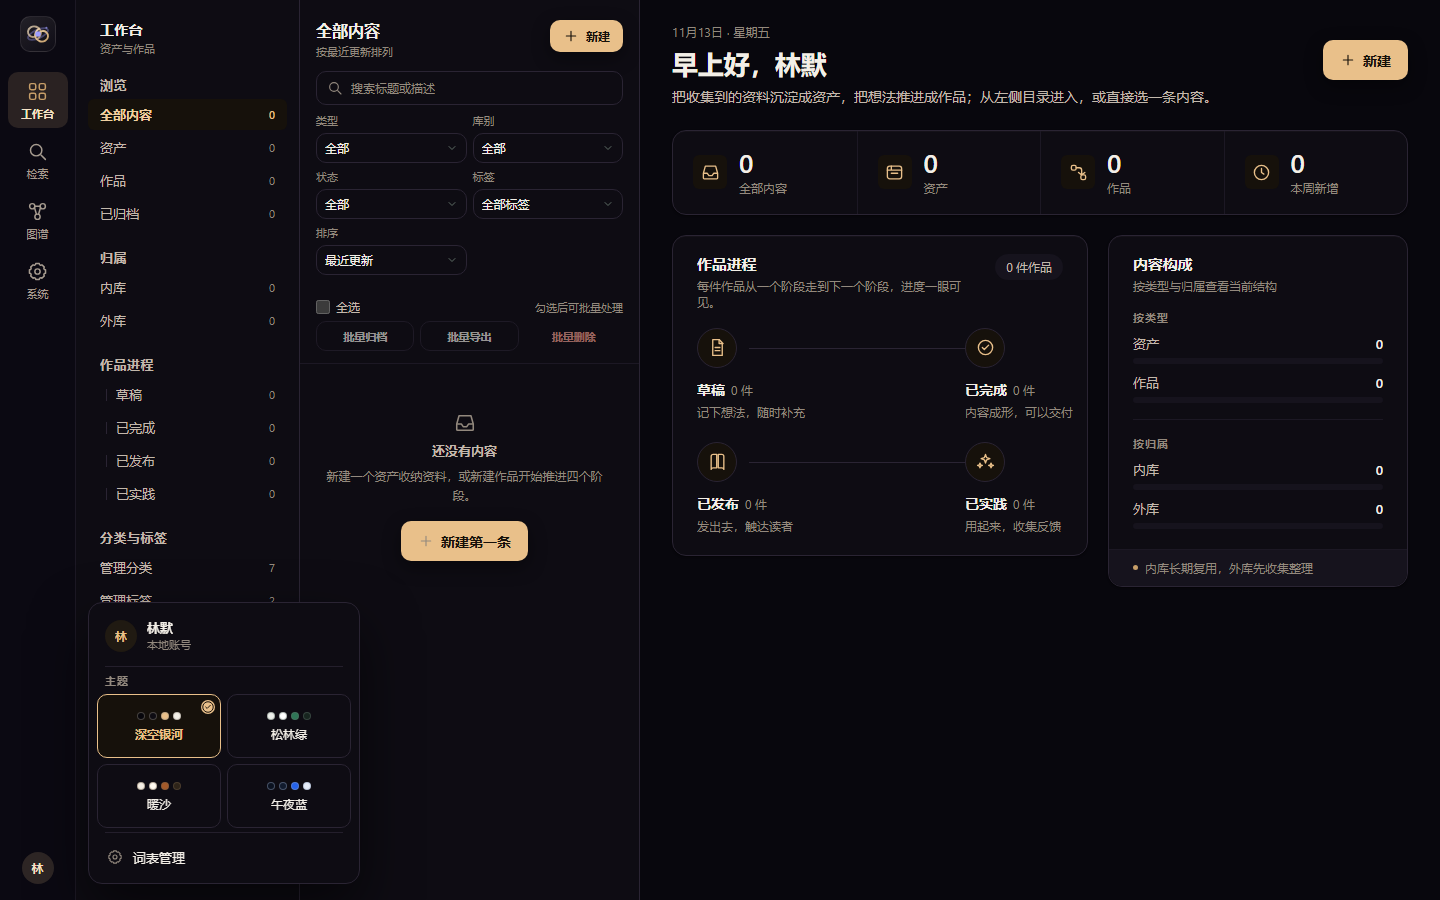 工作台
检索
图谱
系统
林
工作台
资产与作品
浏览
全部内容 0
资产 0
作品 0
已归档 0
归属
内库 0
外库 0
作品进程
草稿 0
已完成 0
已发布 0
已实践 0
分类与标签
管理分类 7
管理标签 2
林 林默
本地账号
主题
深空银河 松林绿
暖沙 午夜蓝
词表管理
全部内容
按最近更新排列
新建
搜索标题或描述
类型 库别
全部 全部
状态 标签
全部 全部标签
排序
最近更新
全选 勾选后可批量处理
批量归档 批量导出 批量删除
还没有内容
新建一个资产收纳资料，或新建作品开始推进四个阶
段。
新建第一条
11月13日 · 星期五
早上好，林默
把收集到的资料沉淀成资产，把想法推进成作品；从左侧目录进入，或直接选一条内容。
新建
0 全部内容
0 资产
0 作品
0 本周新增
作品进程
每件作品从一个阶段走到下一个阶段，进度一眼可
见。
0 件作品
草稿 0 件
记下想法，随时补充
已完成 0 件
内容成形，可以交付
已发布 0 件
发出去，触达读者
已实践 0 件
用起来，收集反馈
内容构成
按类型与归属查看当前结构
按类型
资产 0
作品 0
按归属
内库 0
外库 0
内库长期复用，外库先收集整理